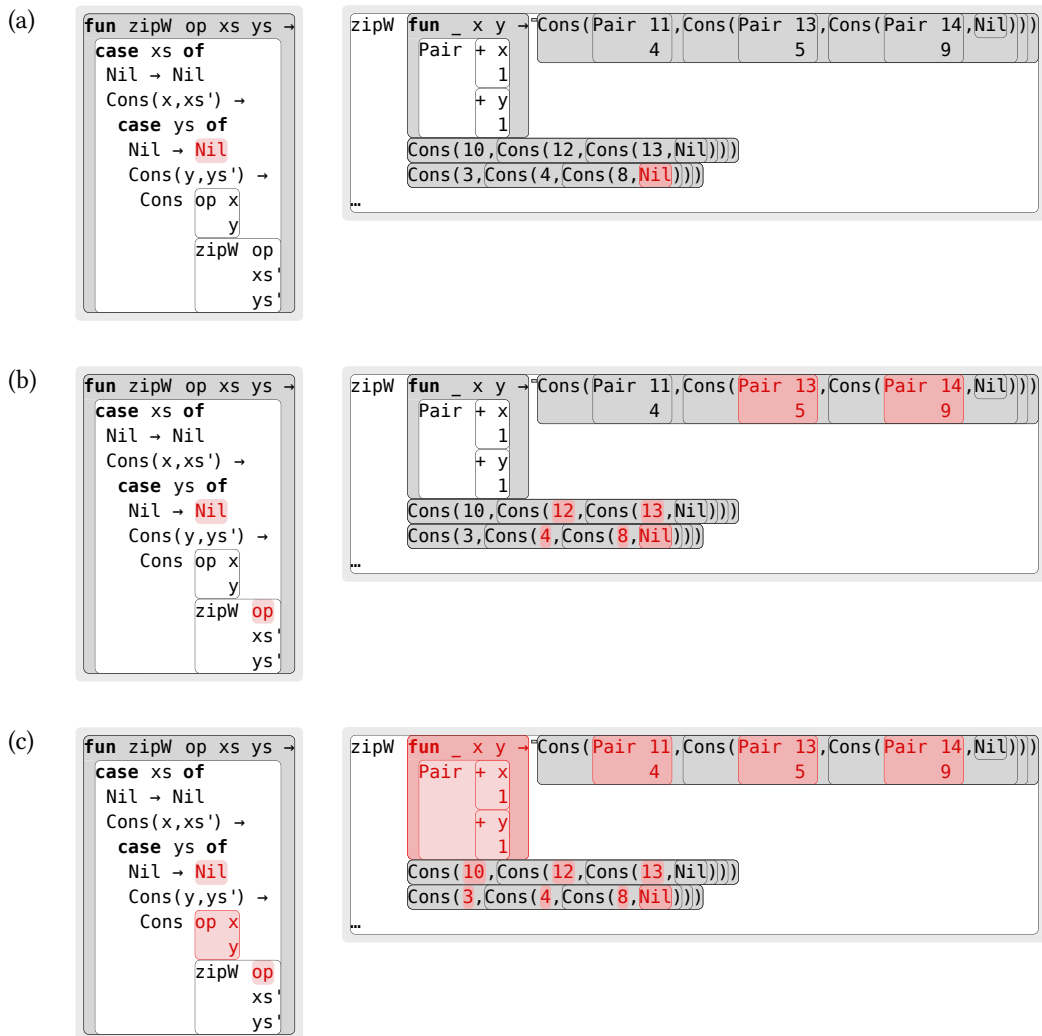 (a)
fun zipW op xs ys →
case xs of
Nil → Nil
Cons(x,xs') →
case ys of
Nil → Nil
Cons(y,ys') →
Cons op x
y
zipW op
xs'
ys'
zipW fun _ x y → Cons(Pair 11,Cons(Pair 13,Cons(Pair 14,Nil)))
Pair + x 4 5 9
1
+ y
1
Cons(10,Cons(12,Cons(13,Nil)))
Cons(3,Cons(4,Cons(8,Nil)))
…
(b)
fun zipW op xs ys →
case xs of
Nil → Nil
Cons(x,xs') →
case ys of
Nil → Nil
Cons(y,ys') →
Cons op x
y
zipW op
xs'
ys'
zipW fun _ x y → Cons(Pair 11,Cons(Pair 13,Cons(Pair 14,Nil)))
Pair + x 4 5 9
1
+ y
1
Cons(10,Cons(12,Cons(13,Nil)))
Cons(3,Cons(4,Cons(8,Nil)))
…
(c)
fun zipW op xs ys →
case xs of
Nil → Nil
Cons(x,xs') →
case ys of
Nil → Nil
Cons(y,ys') →
Cons op x
y
zipW op
xs'
ys'
zipW fun _ x y → Cons(Pair 11,Cons(Pair 13,Cons(Pair 14,Nil)))
Pair + x 4 5 9
1
+ y
1
Cons(10,Cons(12,Cons(13,Nil)))
Cons(3,Cons(4,Cons(8,Nil)))
…